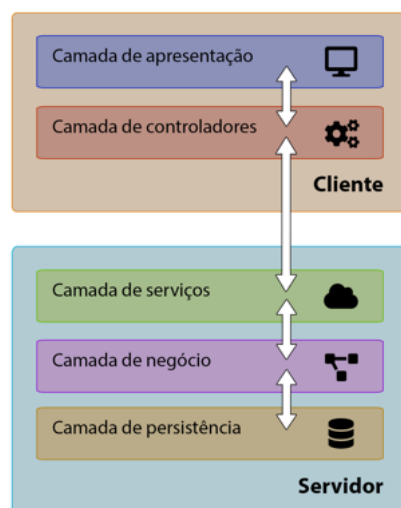 Camada de apresentação
Camada de controladores
Cliente
Camada de serviços
Camada de negócio
Camada de persistência
Servidor